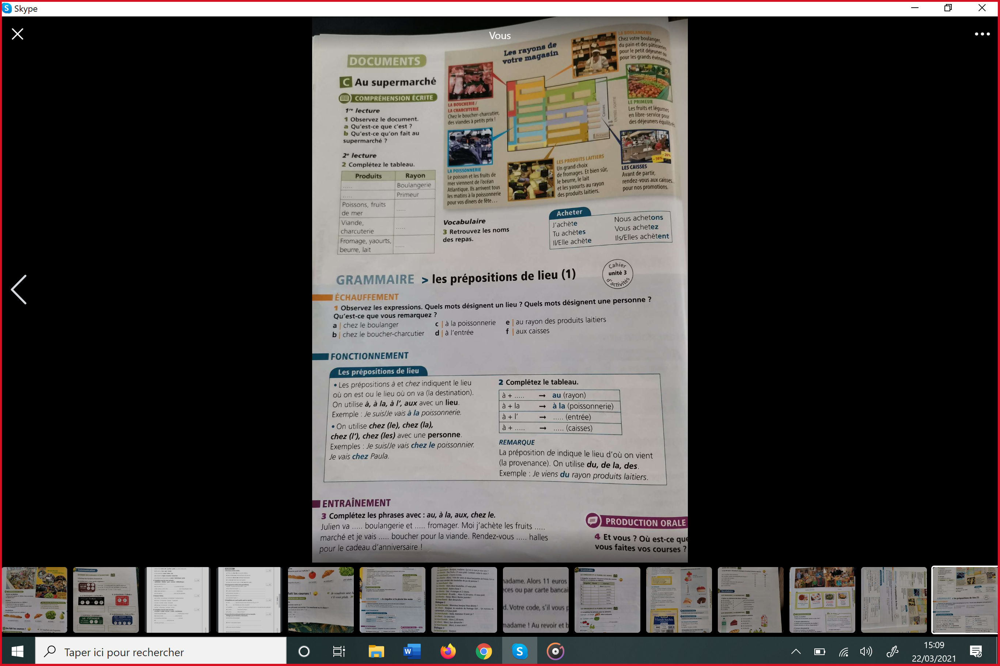 Skype
Vous
DOCUMENTS
C Au supermarché
COMPRÉHENSION ÉCRITE
1re lecture
1 Observez le document.
a Qu'est-ce que c'est ?
b Qu'est-ce qu'on fait au
supermarché ?
2e lecture
2 Complétez le tableau.
Produits Rayon
..... Boulangerie
..... Primeur
Poissons, fruits
de mer .....
Viande,
charcuterie .....
Fromage, yaourts,
beurre, lait .....
Les rayons de
votre magasin
LA BOULANGERIE
Chez votre boulanger,
du pain et des pâtisseries
pour le petit déjeuner ou
pour les grands événements
LA BOUCHERIE /
LA CHARCUTERIE
Chez le boucher-charcutier,
des viandes à petits prix !
LE PRIMEUR
Les fruits et légumes
en libre-service pour
des déjeuners équilibrés
Caisses
ENTRÉE /SORTIE
Accueil
LA POISSONNERIE
Le poisson et les fruits de
mer viennent de l'océan
Atlantique. Ils arrivent tous
les matins à la poissonnerie
pour vos dîners de fête...
LES PRODUITS LAITIERS
Un grand choix
de fromages. Et bien sûr,
le beurre, le lait
et les yaourts au rayon
des produits laitiers.
-50% -20%
LES CAISSES
Avant de partir,
rendez-vous aux caisses...
pour nos promotions.
Vocabulaire
3 Retrouvez les noms
des repas.
Acheter
J'achète Nous achetons
Tu achètes Vous achetez
Il/Elle achète Ils/Elles achètent
GRAMMAIRE > les prépositions de lieu (1)
Cahier
unité 3
d'activités
ÉCHAUFFEMENT
1 Observez les expressions. Quels mots désignent un lieu ? Quels mots désignent une personne ?
Qu'est-ce que vous remarquez ?
a | chez le boulanger c | à la poissonnerie e | au rayon des produits laitiers
b | chez le boucher-charcutier d | à l'entrée f | aux caisses
FONCTIONNEMENT
Les prépositions de lieu
• Les prépositions à et chez indiquent le lieu
où on est ou le lieu où on va (la destination).
On utilise à, à la, à l', aux avec un lieu.
Exemple : Je suis/Je vais à la poissonnerie.
• On utilise chez (le), chez (la),
chez (l'), chez (les) avec une personne.
Exemples : Je suis/Je vais chez le poissonnier.
Je vais chez Paula.
2 Complétez le tableau.
à + ..... → au (rayon)
à + la → à la (poissonnerie)
à + l' → ..... (entrée)
à + ..... → ..... (caisses)
REMARQUE
La préposition de indique le lieu d'où on vient
(la provenance). On utilise du, de la, des.
Exemple : Je viens du rayon produits laitiers.
ENTRAÎNEMENT
3 Complétez les phrases avec : au, à la, aux, chez le.
Julien va ..... boulangerie et ..... fromager. Moi j'achète les fruits .....
marché et je vais ..... boucher pour la viande. Rendez-vous ..... halles
pour le cadeau d'anniversaire !
PRODUCTION ORALE
4 Et vous ? Où est-ce que
vous faites vos courses ?
Communication
fait les courses !
« Je voudrais une
s'il vous plaît. »
madame. Alors 11 euros
ou par carte bancai
d. Votre code, s'il vous p
madame ! Au revoir et b
Grammaire
Vocabulaire
On fait les courses !
Taper ici pour rechercher
15:09
22/03/2021